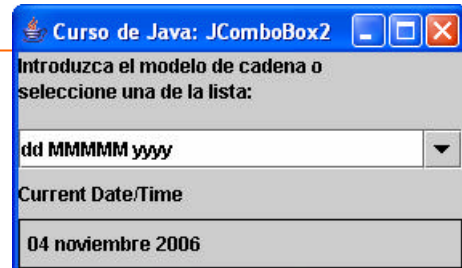 Curso de Java: JComboBox2
Introduzca el modelo de cadena o
seleccione una de la lista:
dd MMMMM yyyy
Current Date/Time
04 noviembre 2006